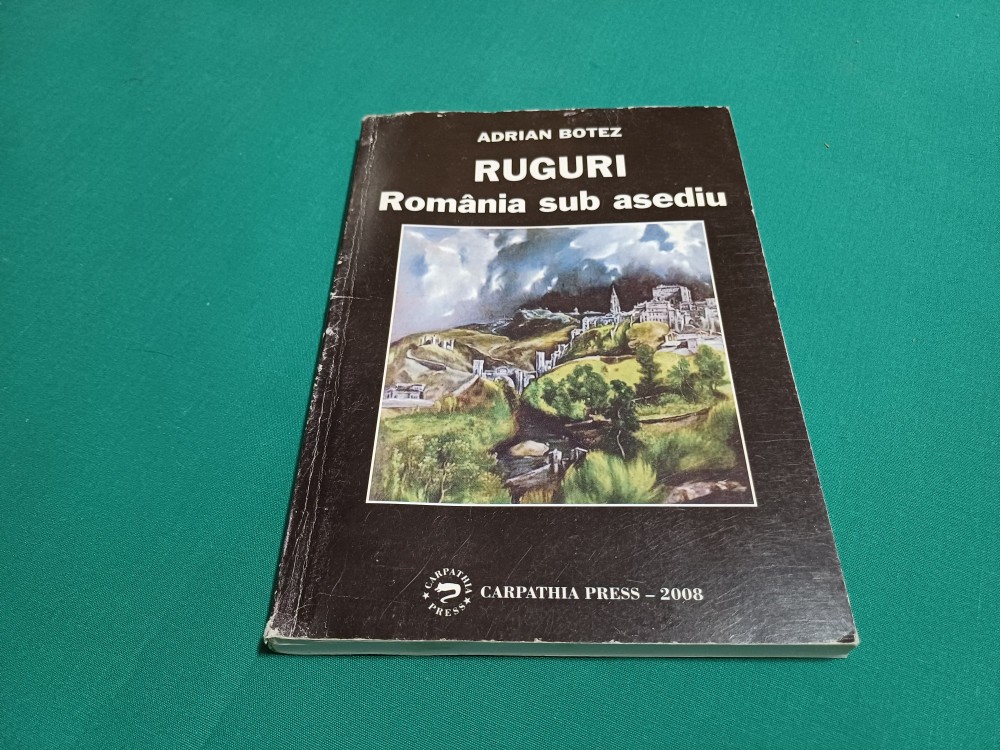 ADRIAN BOTEZ
RUGURI
România sub asediu
CARPATHIA
PRESS
CARPATHIA PRESS – 2008